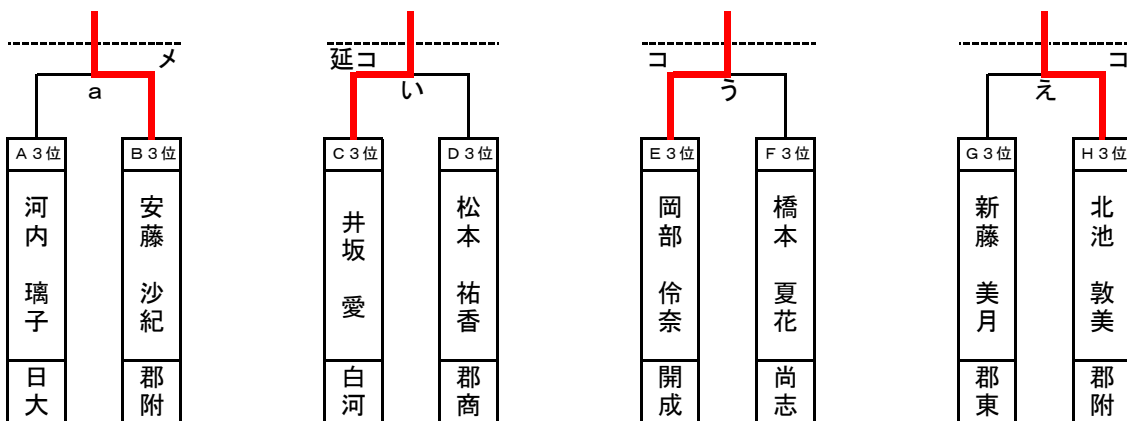 メ
延コ
コ
コ
a
い
う
え
A3位
B3位
C3位
D3位
E3位
F3位
G3位
H3位
河内 璃子
安藤 沙紀
井坂 愛
松本 祐香
岡部 伶奈
橋本 夏花
新藤 美月
北池 敦美
日大
郡附
白河
郡商
開成
尚志
郡東
郡附